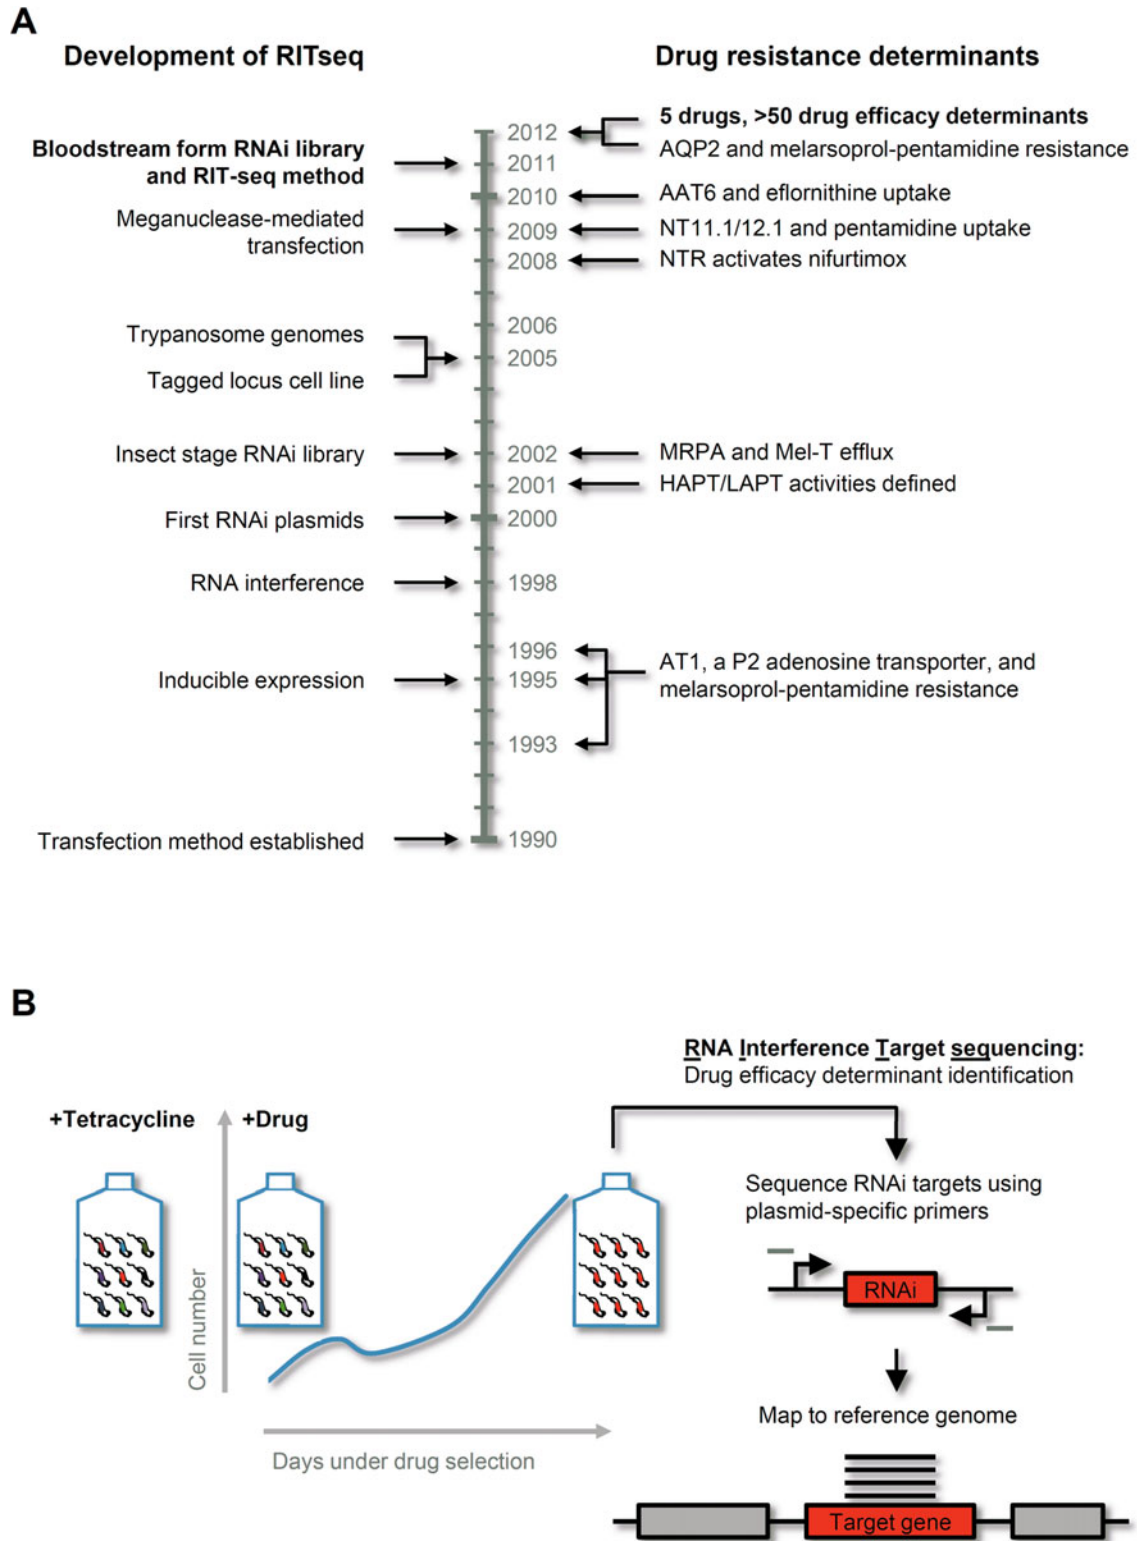 A
Development of RITseq
Drug resistance determinants
5 drugs, >50 drug efficacy determinants
2012
Bloodstream form RNAi library
and RIT-seq method
2011
AQP2 and melarsoprol-pentamidine resistance
2010
AAT6 and eflornithine uptake
Meganuclease-mediated
transfection
2009
NT11.1/12.1 and pentamidine uptake
2008
NTR activates nifurtimox
Trypanosome genomes
2006
2005
Tagged locus cell line
Insect stage RNAi library
2002
MRPA and Mel-T efflux
2001
HAPT/LAPT activities defined
First RNAi plasmids
2000
RNA interference
1998
1996
AT1, a P2 adenosine transporter, and
melarsoprol-pentamidine resistance
Inducible expression
1995
1993
Transfection method established
1990
B
RNA Interference Target sequencing:
Drug efficacy determinant identification
+Tetracycline
+Drug
Cell number
Days under drug selection
Sequence RNAi targets using
plasmid-specific primers
RNAi
Map to reference genome
Target gene